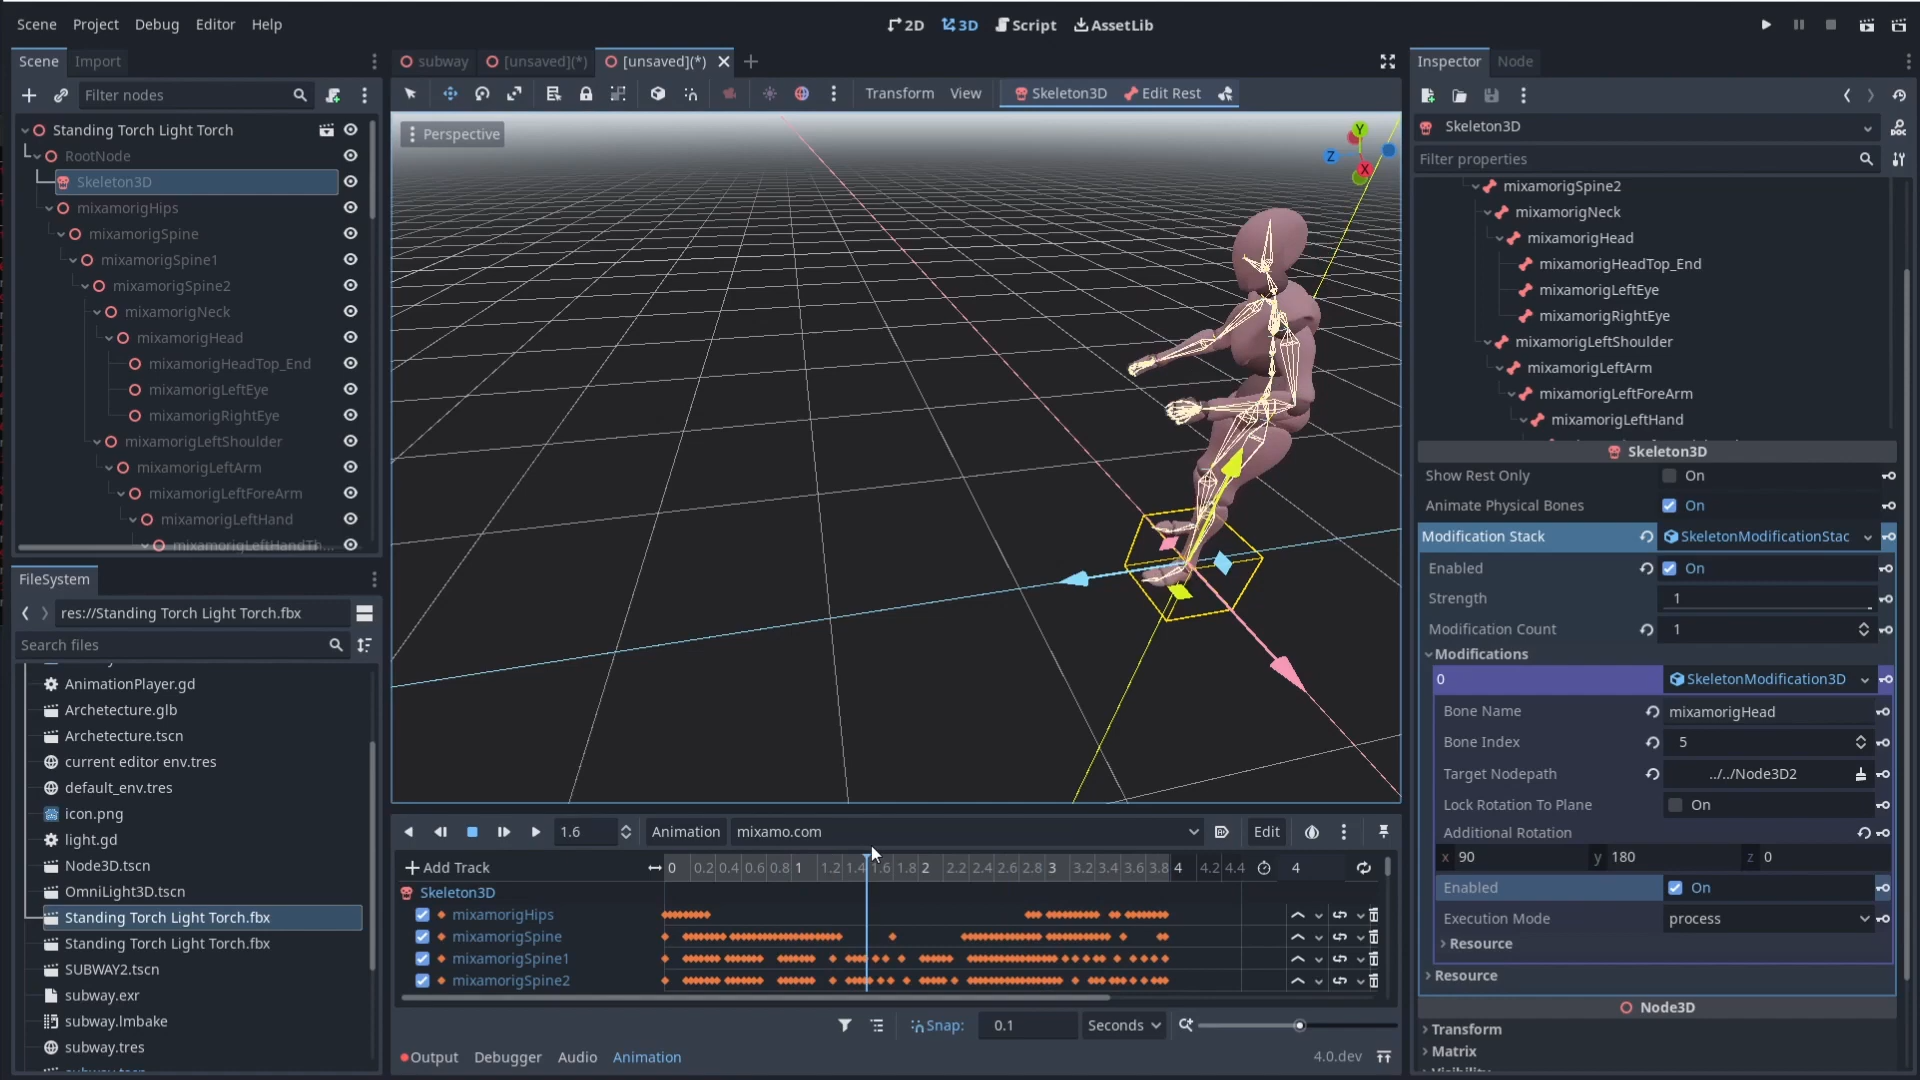 Scene Project Debug Editor Help
2D 3D Script AssetLib
Scene Import
subway [unsaved](*) [unsaved](*)
Inspector Node
Filter nodes
Transform View Skeleton3D Edit Rest
Perspective
Y
Z
X
Standing Torch Light Torch
RootNode
Skeleton3D
mixamorigHips
mixamorigSpine
mixamorigSpine1
mixamorigSpine2
mixamorigNeck
mixamorigHead
mixamorigHeadTop_End
mixamorigLeftEye
mixamorigRightEye
mixamorigLeftShoulder
mixamorigLeftArm
mixamorigLeftForeArm
mixamorigLeftHand
mixamorigLeftHandTh...
FileSystem
res://Standing Torch Light Torch.fbx
Search files
AnimationPlayer.gd
Archetecture.glb
Archetecture.tscn
current editor env.tres
default_env.tres
icon.png
light.gd
Node3D.tscn
OmniLight3D.tscn
Standing Torch Light Torch.fbx
Standing Torch Light Torch.fbx
SUBWAY2.tscn
subway.exr
subway.lmbake
subway.tres
1.6 Animation mixamo.com Edit
Add Track 0 0.2 0.4 0.6 0.8 1 1.2 1.4 1.6 1.8 2 2.2 2.4 2.6 2.8 3 3.2 3.4 3.6 3.8 4 4.2 4.4 4
Skeleton3D
mixamorigHips
mixamorigSpine
mixamorigSpine1
mixamorigSpine2
Snap: 0.1 Seconds
Output Debugger Audio Animation 4.0.dev
Skeleton3D
Filter properties
mixamorigSpine2
mixamorigNeck
mixamorigHead
mixamorigHeadTop_End
mixamorigLeftEye
mixamorigRightEye
mixamorigLeftShoulder
mixamorigLeftArm
mixamorigLeftForeArm
mixamorigLeftHand
Skeleton3D
Show Rest Only On
Animate Physical Bones On
Modification Stack SkeletonModificationStac
Enabled On
Strength 1
Modification Count 1
Modifications
0 SkeletonModification3D
Bone Name mixamorigHead
Bone Index 5
Target Nodepath ../../Node3D2
Lock Rotation To Plane On
Additional Rotation
x 90 y 180 z 0
Enabled On
Execution Mode process
Resource
Resource
Node3D
Transform
Matrix